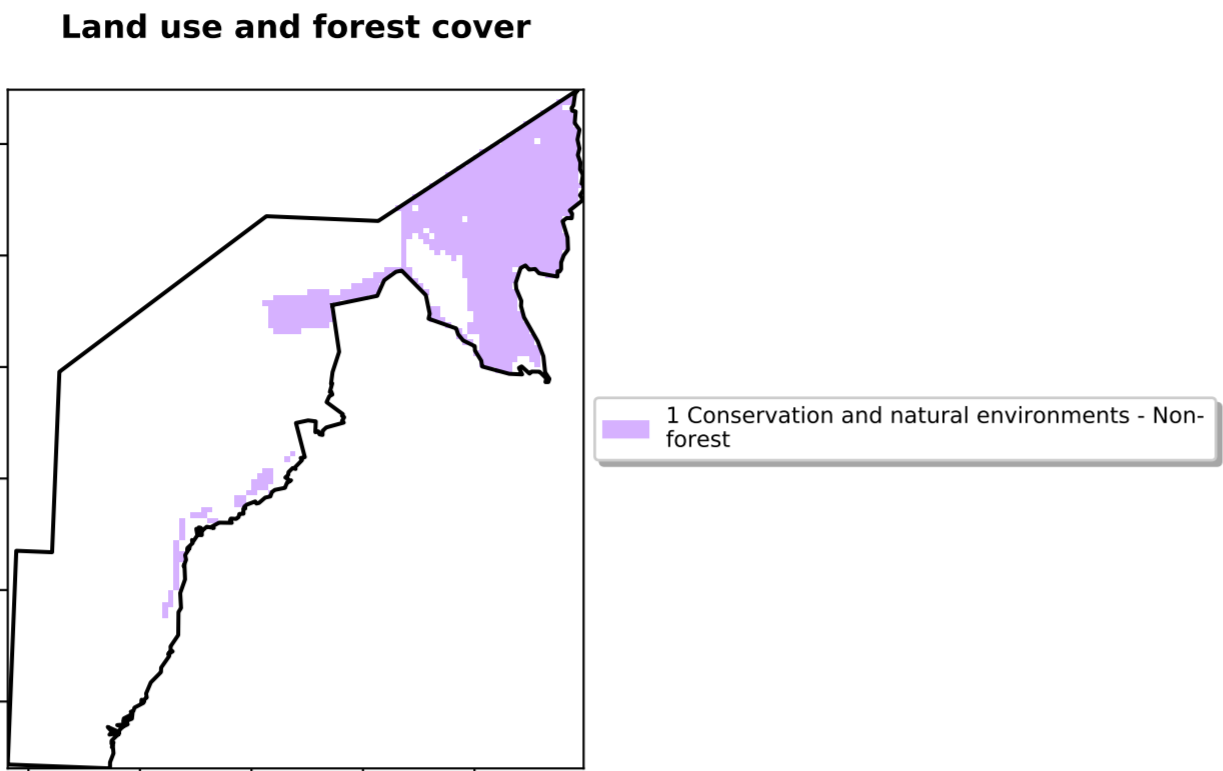 Land use and forest cover
1 Conservation and natural environments - Non-
forest